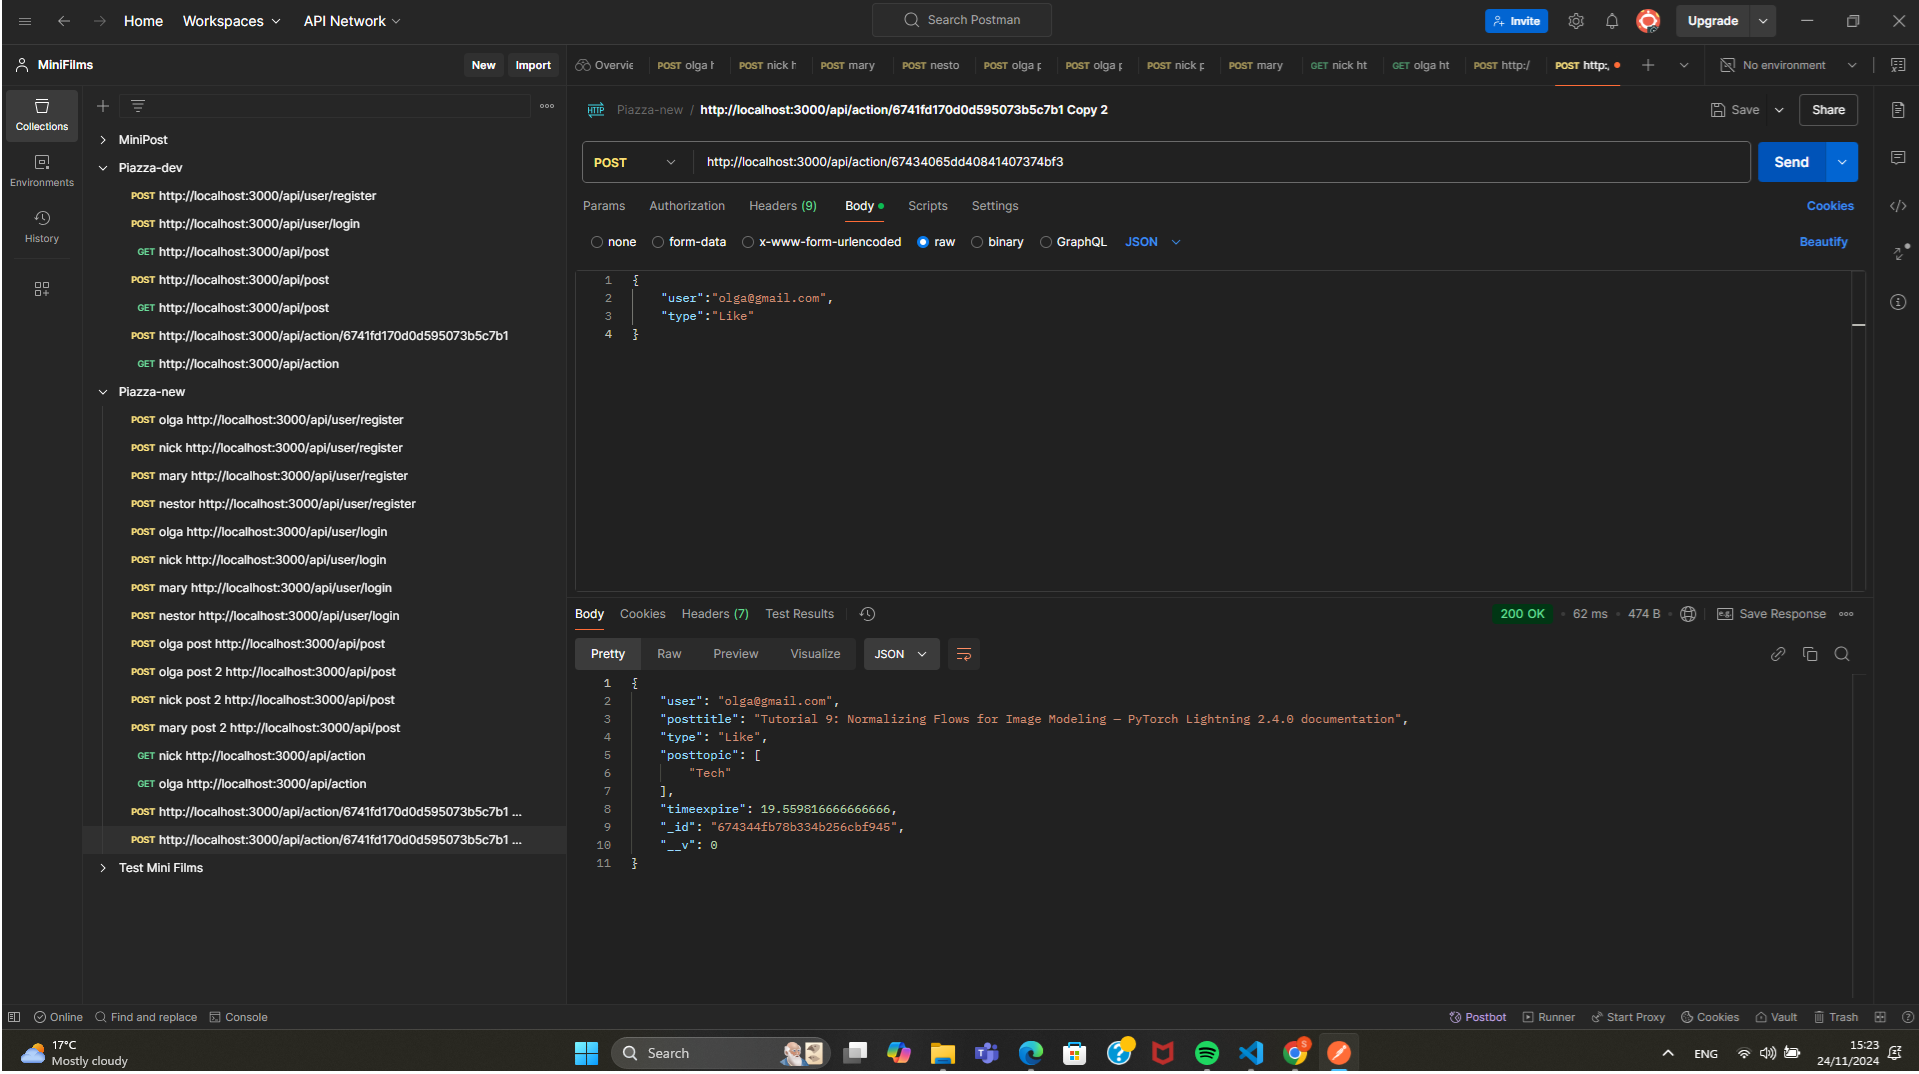 Home Workspaces API Network Search Postman Invite Upgrade
MiniFilms New Import Overvie POST olga h POST nick h POST mary POST nesto POST olga p POST olga p POST nick p POST mary GET nick ht GET olga ht POST http:/ POST http:, No environment
Collections
Environments
History
MiniPost
Piazza-dev
POST http://localhost:3000/api/user/register
POST http://localhost:3000/api/user/login
GET http://localhost:3000/api/post
POST http://localhost:3000/api/post
GET http://localhost:3000/api/post
POST http://localhost:3000/api/action/6741fd170d0d595073b5c7b1
GET http://localhost:3000/api/action
Piazza-new
POST olga http://localhost:3000/api/user/register
POST nick http://localhost:3000/api/user/register
POST mary http://localhost:3000/api/user/register
POST nestor http://localhost:3000/api/user/register
POST olga http://localhost:3000/api/user/login
POST nick http://localhost:3000/api/user/login
POST mary http://localhost:3000/api/user/login
POST nestor http://localhost:3000/api/user/login
POST olga post http://localhost:3000/api/post
POST olga post 2 http://localhost:3000/api/post
POST nick post 2 http://localhost:3000/api/post
POST mary post 2 http://localhost:3000/api/post
GET nick http://localhost:3000/api/action
GET olga http://localhost:3000/api/action
POST http://localhost:3000/api/action/6741fd170d0d595073b5c7b1 ...
POST http://localhost:3000/api/action/6741fd170d0d595073b5c7b1 ...
Test Mini Films
HTTP Piazza-new / http://localhost:3000/api/action/6741fd170d0d595073b5c7b1 Copy 2 Save Share
POST http://localhost:3000/api/action/67434065dd40841407374bf3 Send
Params Authorization Headers (9) Body Scripts Settings Cookies
none form-data x-www-form-urlencoded raw binary GraphQL JSON Beautify
1 {
2 "user":"olga@gmail.com",
3 "type":"Like"
4 }
Body Cookies Headers (7) Test Results 200 OK 62 ms 474 B e.g. Save Response
Pretty Raw Preview Visualize JSON
1 {
2 "user": "olga@gmail.com",
3 "posttitle": "Tutorial 9: Normalizing Flows for Image Modeling — PyTorch Lightning 2.4.0 documentation",
4 "type": "Like",
5 "posttopic": [
6 "Tech"
7 ],
8 "timeexpire": 19.559816666666666,
9 "_id": "674344fb78b334b256cbf945",
10 "__v": 0
11 }
Online Find and replace Console Postbot Runner Start Proxy Cookies Vault Trash
17°C
Mostly cloudy
Search
ENG
15:23
24/11/2024